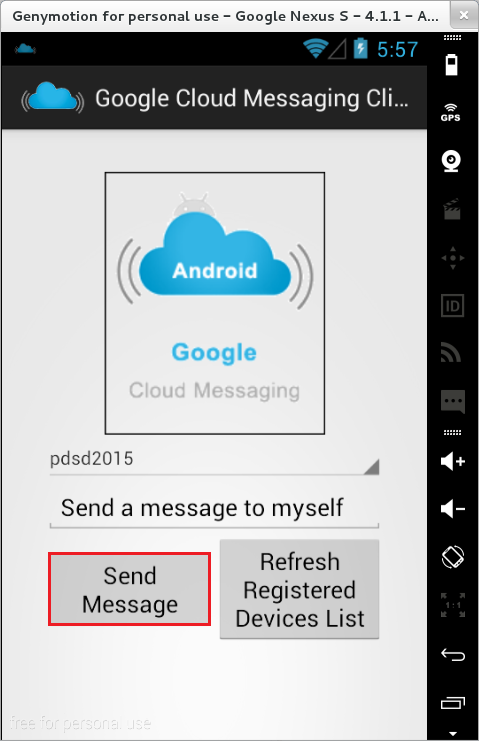 Genymotion for personal use – Google Nexus S – 4.1.1 – A...
5:57
Google Cloud Messaging Cli...
GPS
Android
Google
Cloud Messaging
ID
pdsd2015
Send a message to myself
Send
Message
Refresh
Registered
Devices List
1:1
free for personal use